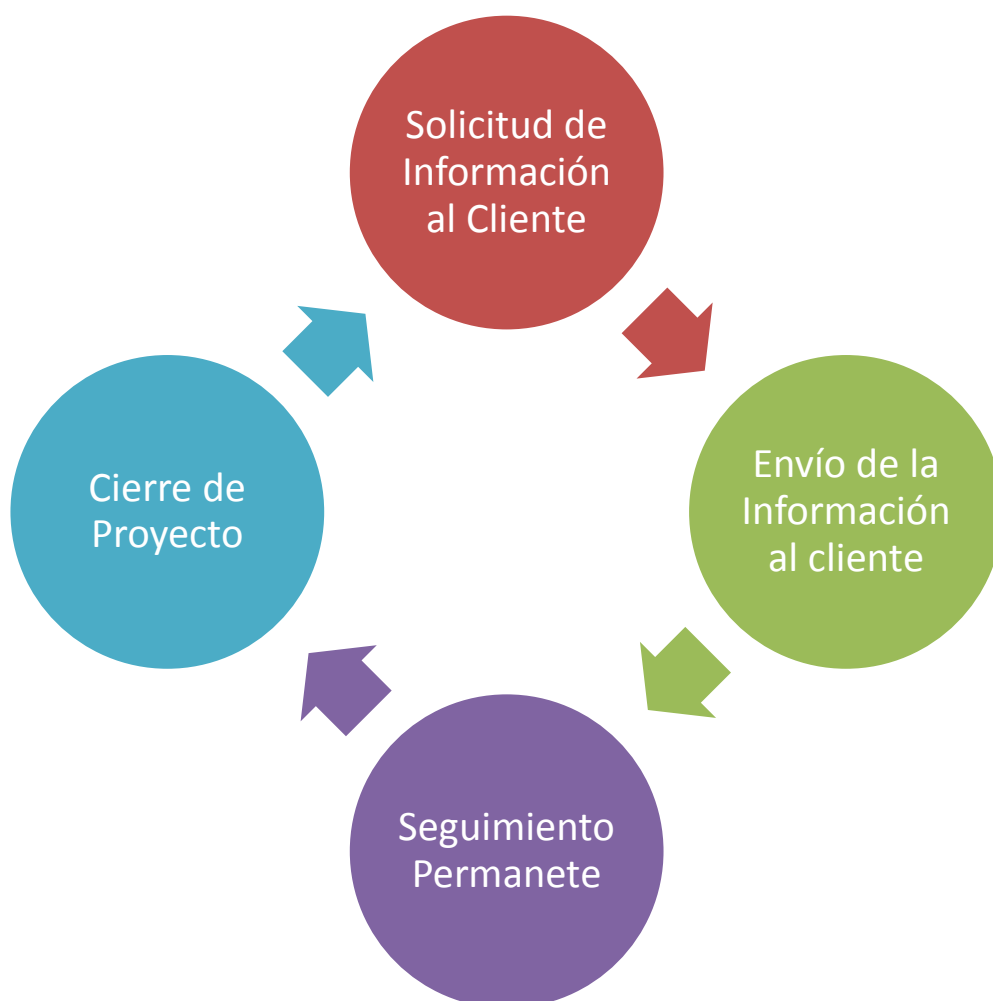 Solicitud de
Información
al Cliente
Envío de la
Información
al cliente
Seguimiento
Permanete
Cierre de
Proyecto